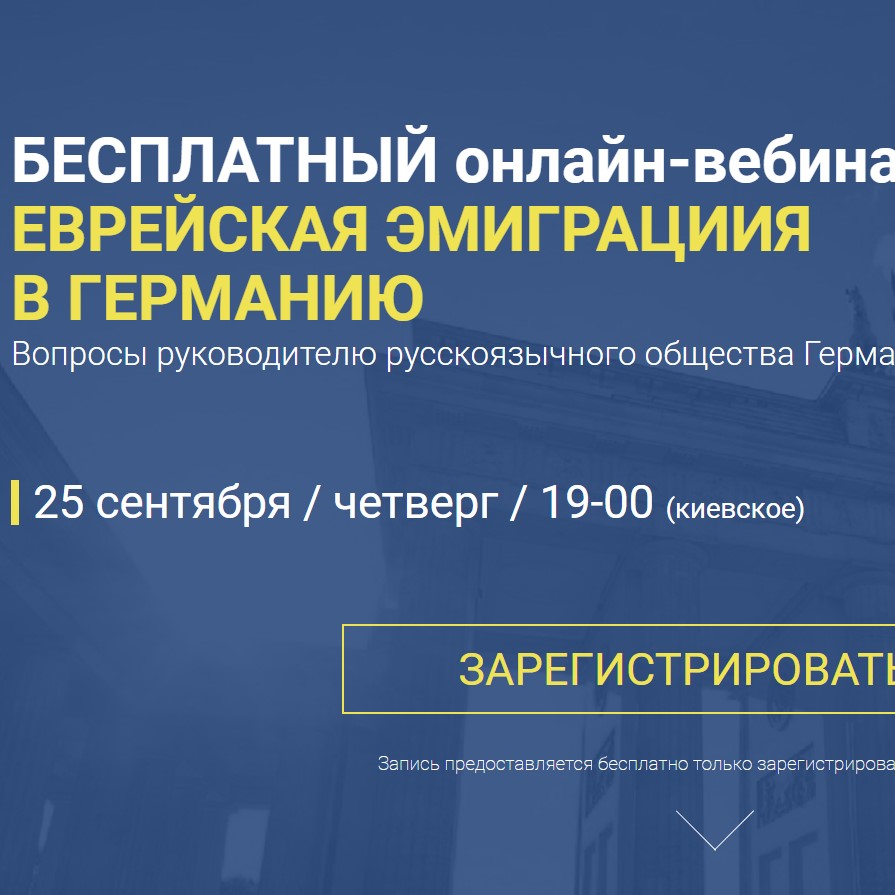 БЕСПЛАТНЫЙ онлайн-вебина
ЕВРЕЙСКАЯ ЭМИГРАЦИИЯ
В ГЕРМАНИЮ
Вопросы руководителю русскоязычного общества Герма
25 сентября / четверг / 19-00 (киевское)
ЗАРЕГИСТРИРОВАТЬ
Запись предоставляется бесплатно только зарегистрирова